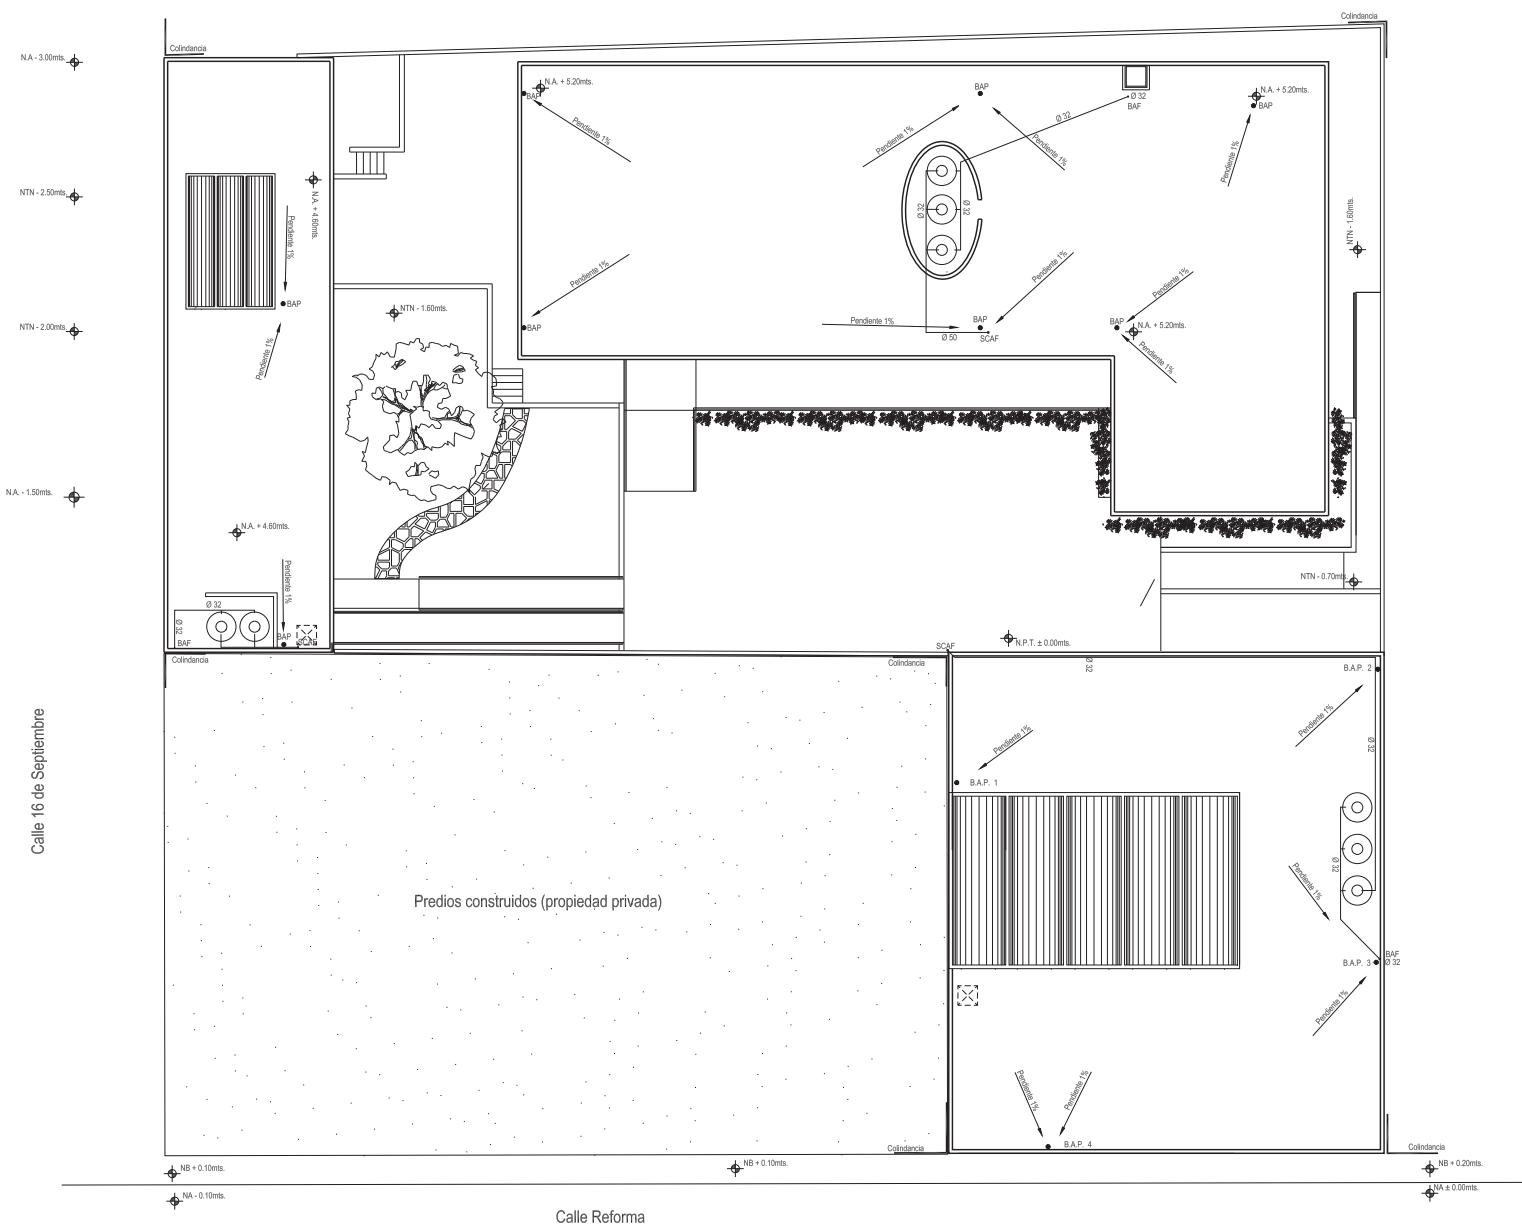 Colindancia
Colindancia
N.A - 3.00mts.
N.A. + 5.20mts.
BAP
Pendiente 1%
BAP
Pendiente 1%
Pendiente 1%
Ø 32
Ø 32
BAF
N.A. + 5.20mts.
BAP
Pendiente 1%
NTN - 2.50mts.
N.A. + 4.60mts.
Pendiente 1%
BAP
Pendiente 1%
Ø 32
Ø 32
NTN - 1.60mts.
Pendiente 1%
BAP
Pendiente 1%
Pendiente 1%
BAP
Ø 50
SCAF
Pendiente 1%
BAP
N.A. + 5.20mts.
Pendiente 1%
NTN - 2.00mts.
NTN - 1.60mts.
N.A. - 1.50mts.
N.A. + 4.60mts.
Pendiente 1%
Ø 32
Ø 32
BAF
BAP
SCAF
NTN - 0.70mts.
N.P.T. ± 0.00mts.
SCAF
Colindancia
Colindancia
Ø 32
B.A.P. 2
Pendiente 1%
Pendiente 1%
B.A.P. 1
Ø 32
Calle 16 de Septiembre
Ø 32
Pendiente 1%
Predios construidos (propiedad privada)
BAF
B.A.P. 3
Ø 32
Pendiente 1%
Pendiente 1%
Pendiente 1%
B.A.P. 4
Colindancia
Colindancia
NB + 0.10mts.
NB + 0.10mts.
NB + 0.20mts.
NA - 0.10mts.
NA ± 0.00mts.
Calle Reforma